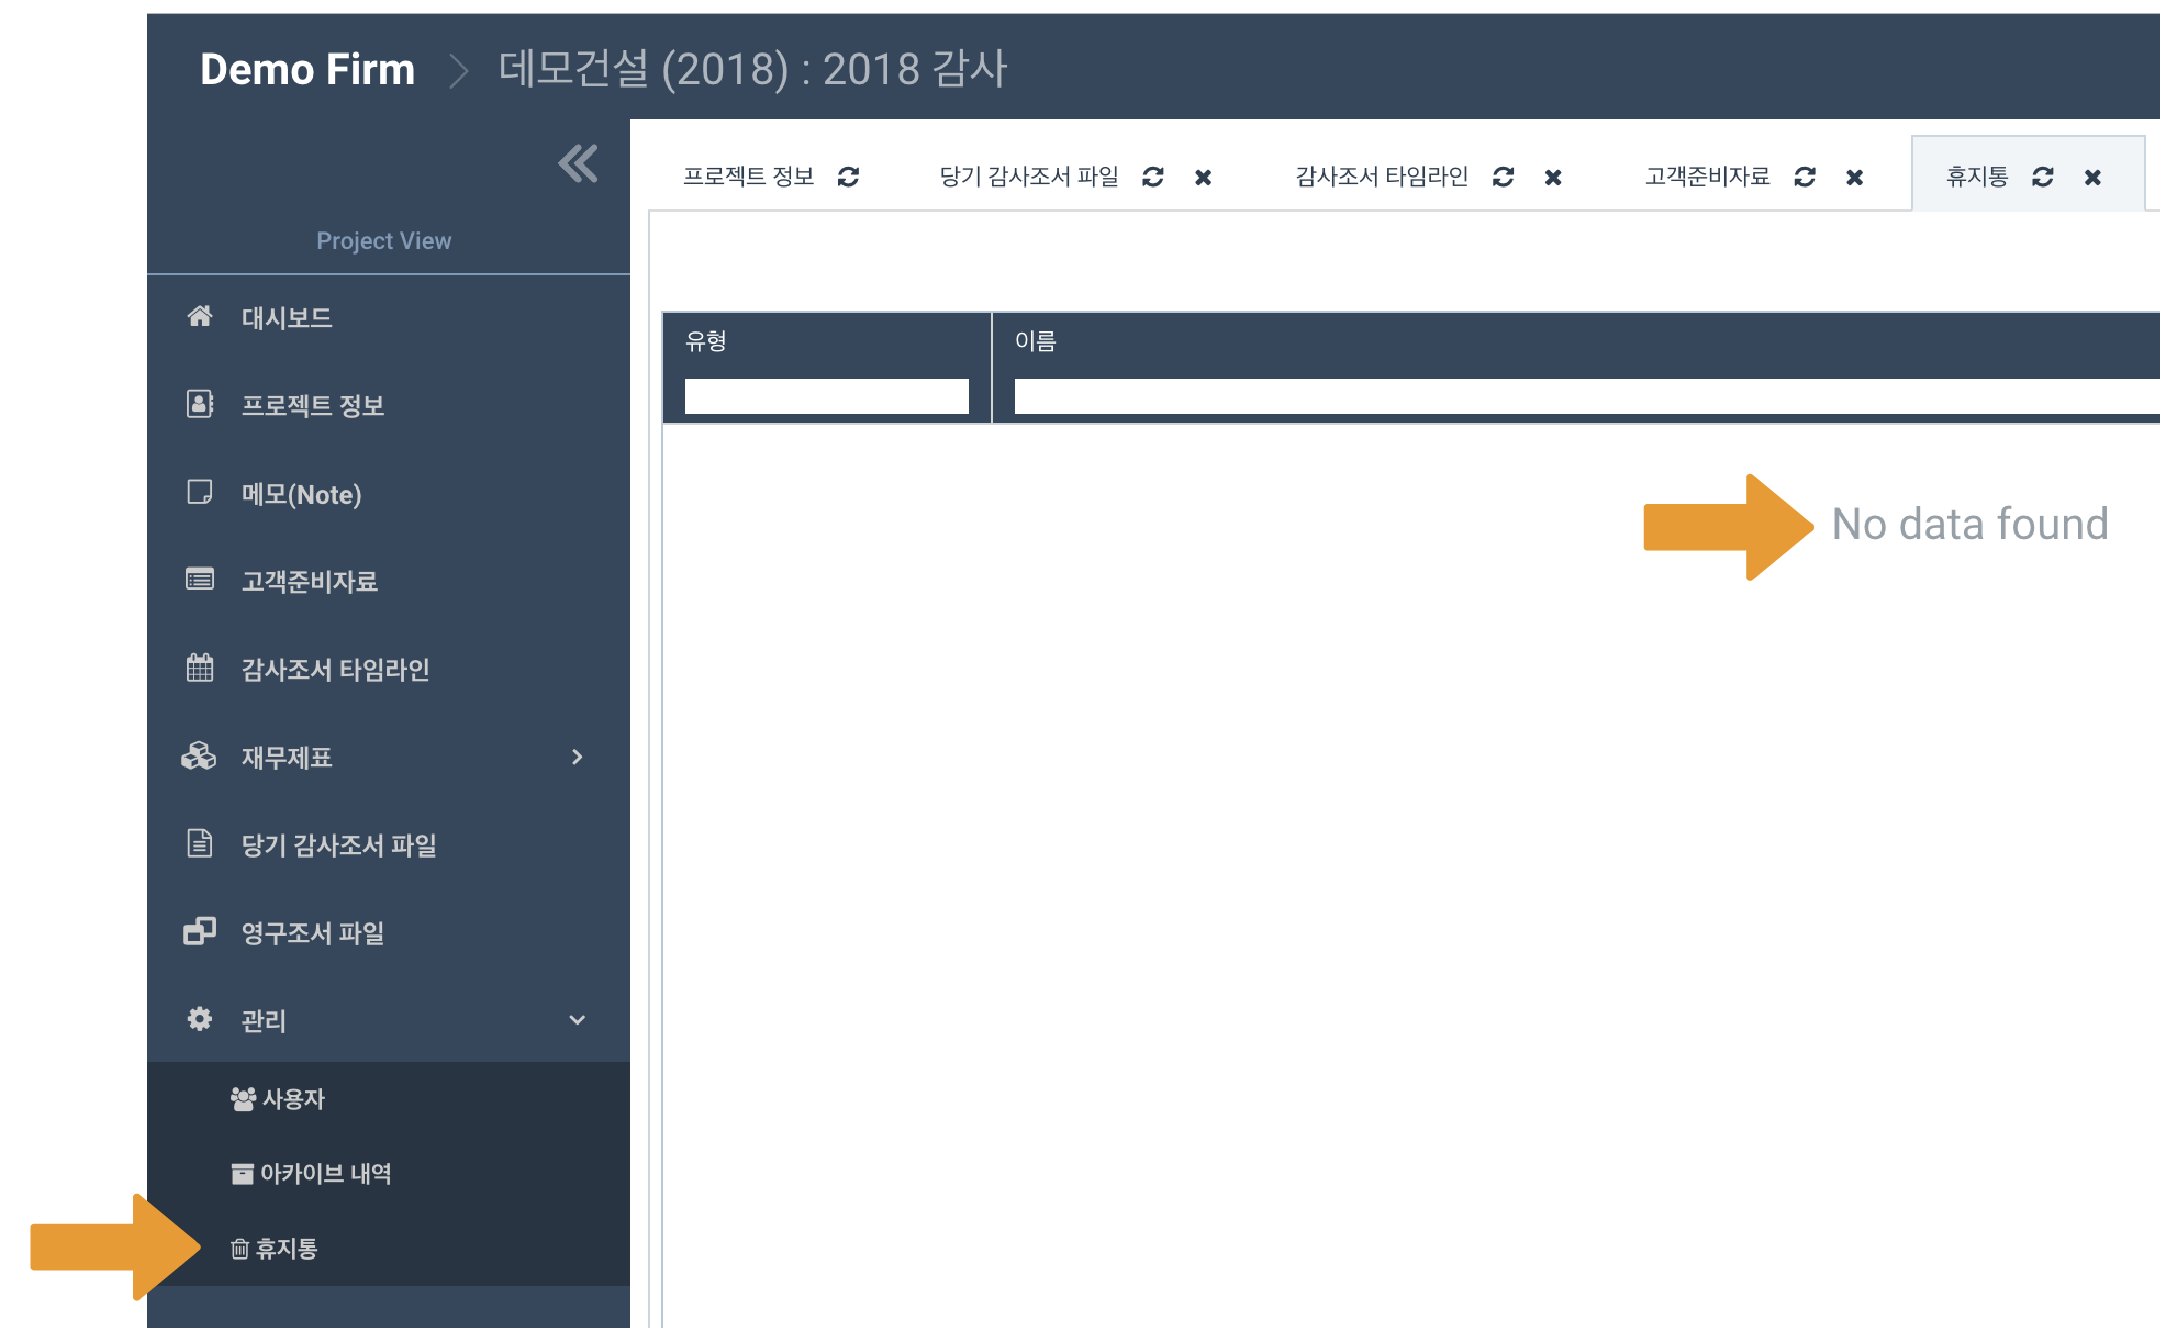 Demo Firm > 데모건설 (2018) : 2018 감사
프로젝트 정보 당기 감사조서 파일 감사조서 타임라인 고객준비자료 휴지통
Project View
대시보드
프로젝트 정보
메모(Note)
고객준비자료
감사조서 타임라인
재무제표
당기 감사조서 파일
영구조서 파일
관리
사용자
아카이브 내역
휴지통
유형 이름
No data found